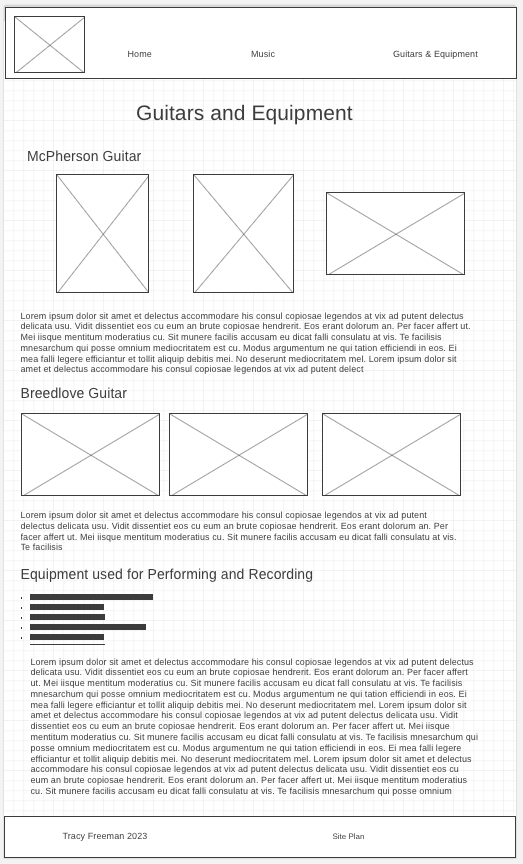 Home Music Guitars & Equipment
Guitars and Equipment
McPherson Guitar
Lorem ipsum dolor sit amet et delectus accommodare his consul copiosae legendos at vix ad putent delectus
delicata usu. Vidit dissentiet eos cu eum an brute copiosae hendrerit. Eos erant dolorum an. Per facer affert ut.
Mei iisque mentitum moderatius cu. Sit munere facilis accusam eu dicat falli consulatu at vis. Te facilisis
mnesarchum qui posse omnium mediocritatem est cu. Modus argumentum ne qui tation efficiendi in eos. Ei
mea falli legere efficiantur et tollit aliquip debitis mei. No deserunt mediocritatem mel. Lorem ipsum dolor sit
amet et delectus accommodare his consul copiosae legendos at vix ad putent delect
Breedlove Guitar
Lorem ipsum dolor sit amet et delectus accommodare his consul copiosae legendos at vix ad putent
delectus delicata usu. Vidit dissentiet eos cu eum an brute copiosae hendrerit. Eos erant dolorum an. Per
facer affert ut. Mei iisque mentitum moderatius cu. Sit munere facilis accusam eu dicat falli consulatu at vis.
Te facilisis
Equipment used for Performing and Recording
Lorem ipsum dolor sit amet et delectus accommodare his consul copiosae legendos at vix ad putent delectus
delicata usu. Vidit dissentiet eos cu eum an brute copiosae hendrerit. Eos erant dolorum an. Per facer affert
ut. Mei iisque mentitum moderatius cu. Sit munere facilis accusam eu dicat falli consulatu at vis. Te facilisis
mnesarchum qui posse omnium mediocritatem est cu. Modus argumentum ne qui tation efficiendi in eos. Ei
mea falli legere efficiantur et tollit aliquip debitis mei. No deserunt mediocritatem mel. Lorem ipsum dolor sit
amet et delectus accommodare his consul copiosae legendos at vix ad putent delectus delicata usu. Vidit
dissentiet eos cu eum an brute copiosae hendrerit. Eos erant dolorum an. Per facer affert ut. Mei iisque
mentitum moderatius cu. Sit munere facilis accusam eu dicat falli consulatu at vis. Te facilisis mnesarchum qui
posse omnium mediocritatem est cu. Modus argumentum ne qui tation efficiendi in eos. Ei mea falli legere
efficiantur et tollit aliquip debitis mei. No deserunt mediocritatem mel. Lorem ipsum dolor sit amet et delectus
accommodare his consul copiosae legendos at vix ad putent delectus delicata usu. Vidit dissentiet eos cu
eum an brute copiosae hendrerit. Eos erant dolorum an. Per facer affert ut. Mei iisque mentitum moderatius
cu. Sit munere facilis accusam eu dicat falli consulatu at vis. Te facilisis mnesarchum qui posse omnium
Tracy Freeman 2023 Site Plan